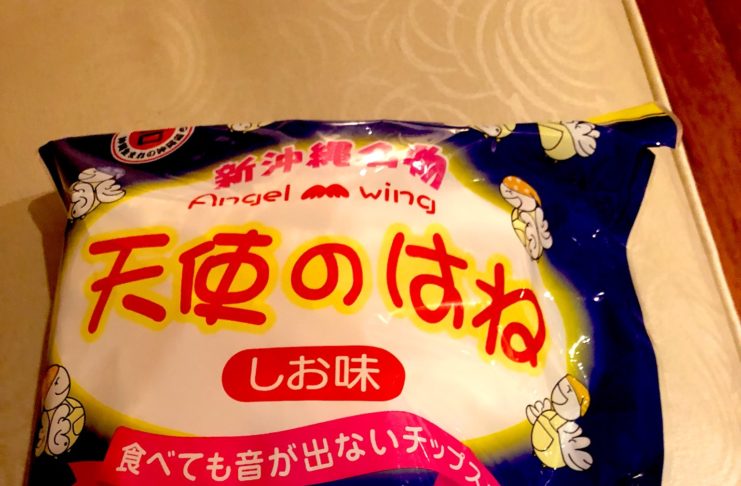 新沖縄名物
Angel wing
天使のはね
しお味
食べても音が出ないチップス